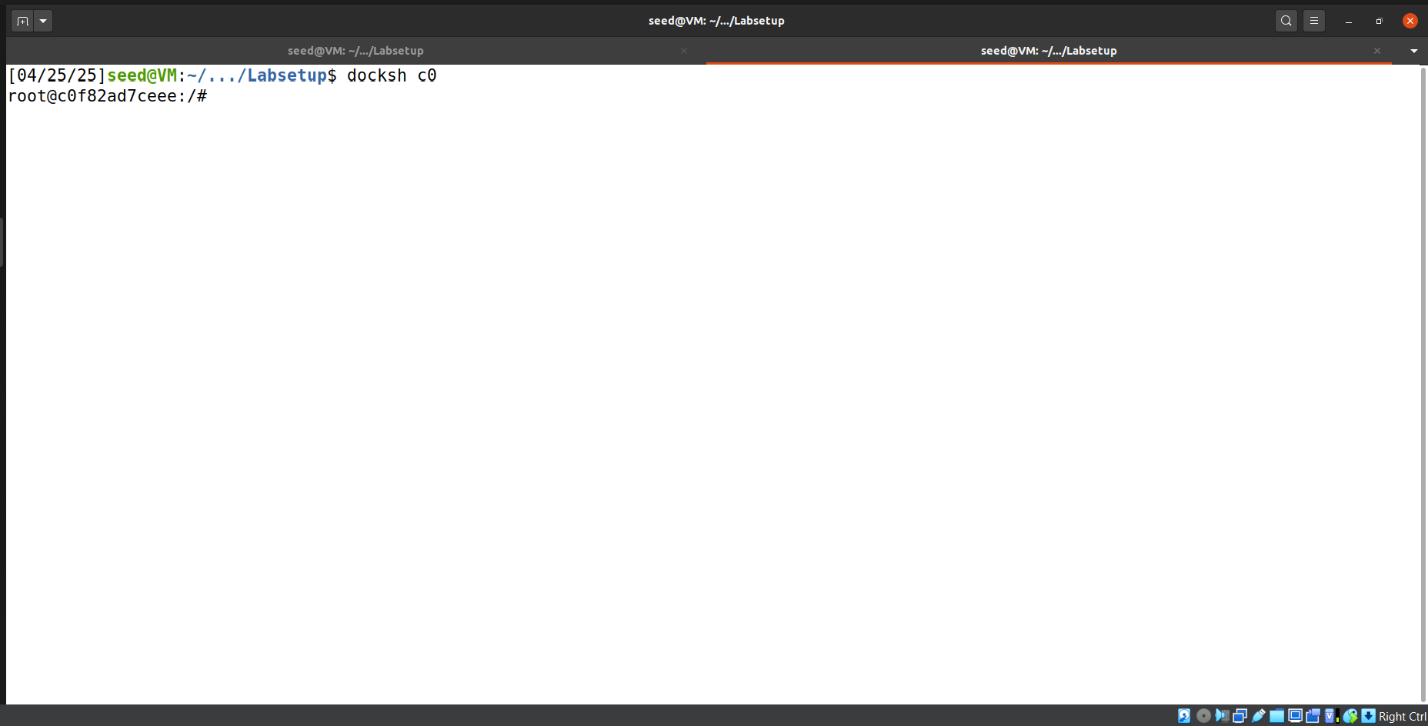 seed@VM: ~/.../Labsetup
seed@VM: ~/.../Labsetup
seed@VM: ~/.../Labsetup
[04/25/25]seed@VM:~/.../Labsetup$ docksh c0
root@c0f82ad7ceee:/#
Right Ctrl